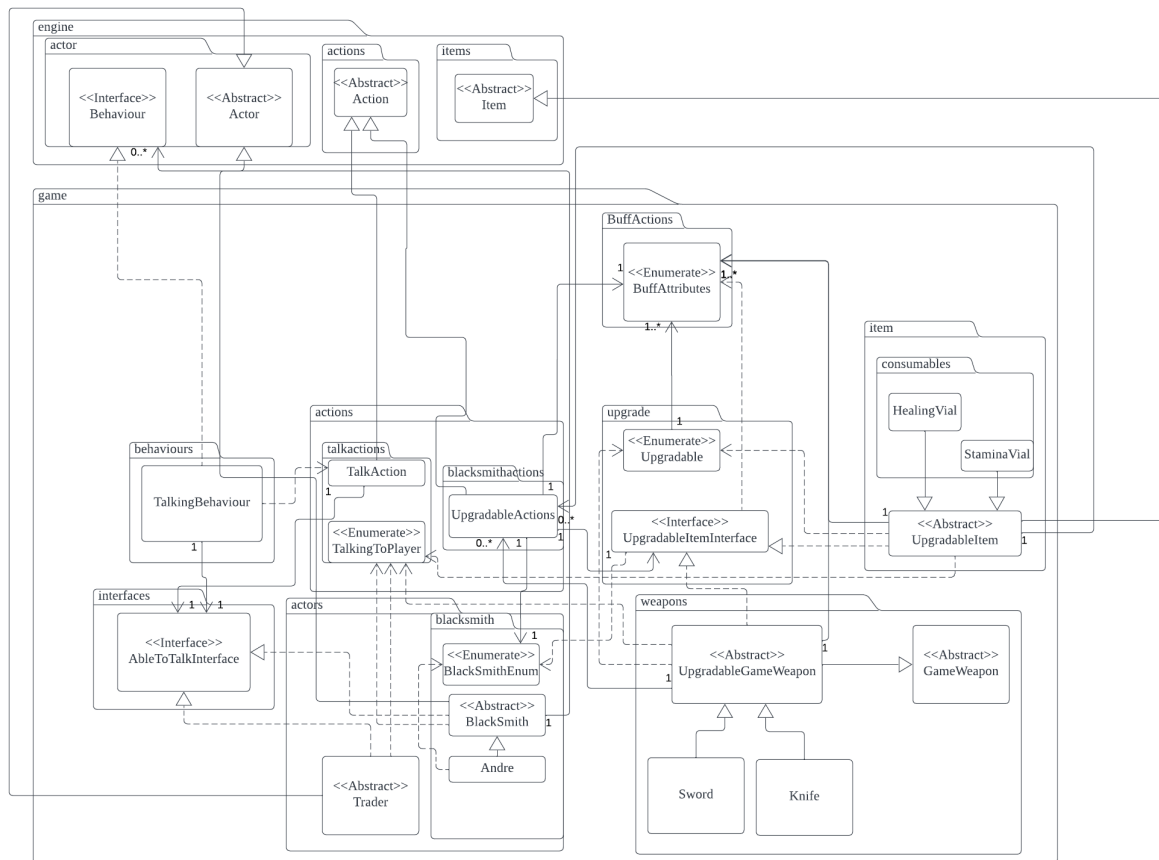 engine
actor
actions
items
<<Interface>>
Behaviour
<<Abstract>>
Actor
<<Abstract>>
Action
<<Abstract>>
Item
0..*
game
BuffActions
<<Enumerate>>
BuffAttributes
1
1..*
1..*
item
consumables
HealingVial
StaminaVial
actions
upgrade
1
<<Enumerate>>
Upgradable
behaviours
talkactions
blacksmithactions
TalkingBehaviour
TalkAction
1
1
UpgradableActions
0..*
<<Enumerate>>
TalkingToPlayer
0..*
1
1
<<Interface>>
UpgradableItemInterface
1
1
<<Abstract>>
UpgradableItem
1
1
interfaces
1
1
<<Interface>>
AbleToTalkInterface
actors
blacksmith
1
<<Enumerate>>
BlackSmithEnum
<<Abstract>>
BlackSmith
1
Andre
<<Abstract>>
Trader
weapons
<<Abstract>>
UpgradableGameWeapon
1
1
<<Abstract>>
GameWeapon
Sword
Knife